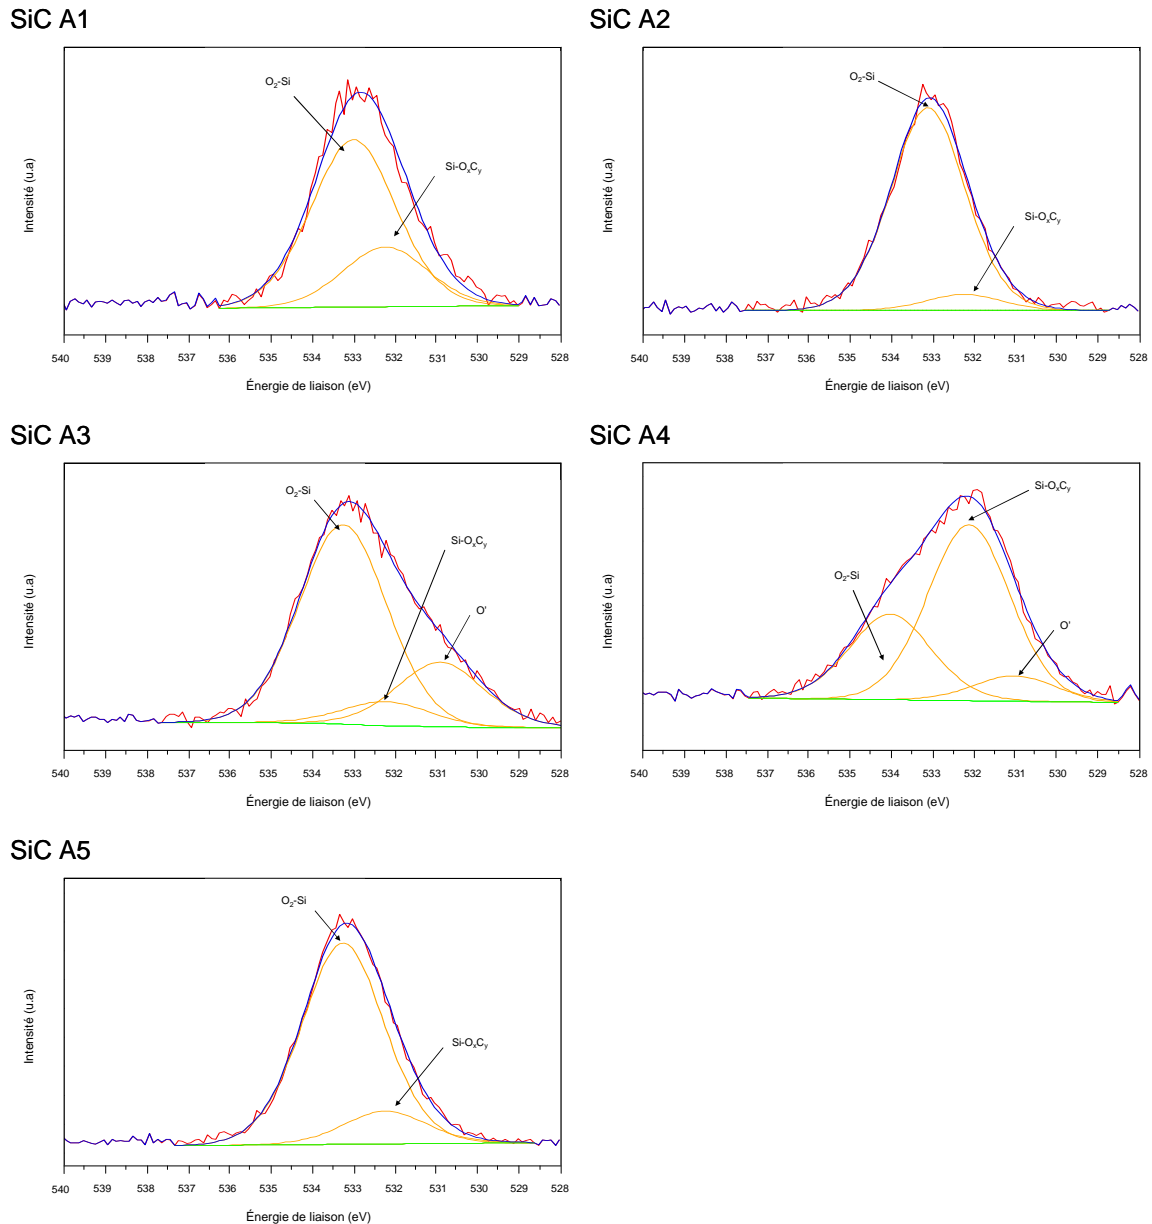 SiC A1
O₂-Si
Si-OₓCᵧ
Intensité (u.a)
540 539 538 537 536 535 534 533 532 531 530 529 528
Énergie de liaison (eV)
SiC A2
O₂-Si
Si-OₓCᵧ
Intensité (u.a)
540 539 538 537 536 535 534 533 532 531 530 529 528
Énergie de liaison (eV)
SiC A3
O₂-Si
Si-OₓCᵧ
O'
Intensité (u.a)
540 539 538 537 536 535 534 533 532 531 530 529 528
Énergie de liaison (eV)
SiC A4
Si-OₓCᵧ
O₂-Si
O'
Intensité (u.a)
540 539 538 537 536 535 534 533 532 531 530 529 528
Énergie de liaison (eV)
SiC A5
O₂-Si
Si-OₓCᵧ
Intensité (u.a)
540 539 538 537 536 535 534 533 532 531 530 529 528
Énergie de liaison (eV)